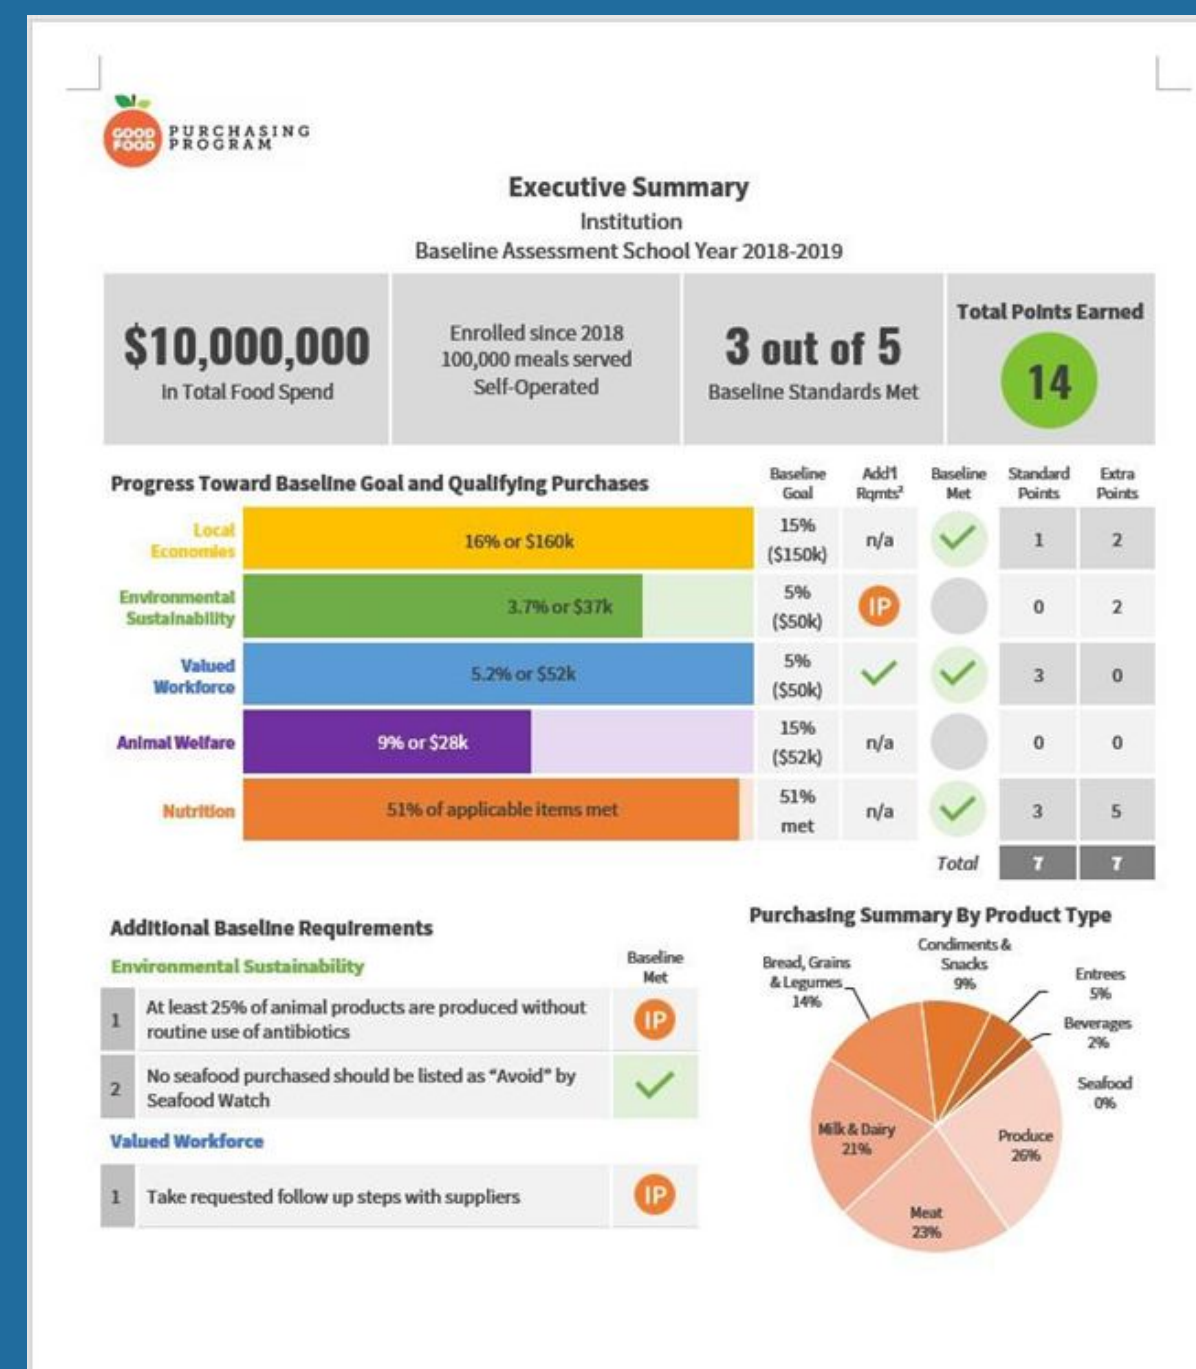 GOOD FOOD PURCHASING PROGRAM
Executive Summary
Institution
Baseline Assessment School Year 2018-2019
$10,000,000
In Total Food Spend
Enrolled since 2018
100,000 meals served
Self-Operated
3 out of 5
Baseline Standards Met
Total Points Earned
14
Progress Toward Baseline Goal and Qualifying Purchases
Baseline Goal
Add'l Rqmts²
Baseline Met
Standard Points
Extra Points
Local Economies
16% or $160k
15% ($150k)
n/a
1
2
Environmental Sustainability
3.7% or $37k
5% ($50k)
IP
0
2
Valued Workforce
5.2% or $52k
5% ($50k)
3
0
Animal Welfare
9% or $28k
15% ($52k)
n/a
0
0
Nutrition
51% of applicable items met
51% met
n/a
3
5
Total
7
7
Additional Baseline Requirements
Environmental Sustainability
Baseline Met
1
At least 25% of animal products are produced without
routine use of antibiotics
IP
2
No seafood purchased should be listed as “Avoid” by
Seafood Watch
Valued Workforce
1
Take requested follow up steps with suppliers
IP
Purchasing Summary By Product Type
Condiments &
Snacks
9%
Bread, Grains
& Legumes
14%
Entrees
5%
Beverages
2%
Seafood
0%
Milk & Dairy
21%
Produce
26%
Meat
23%